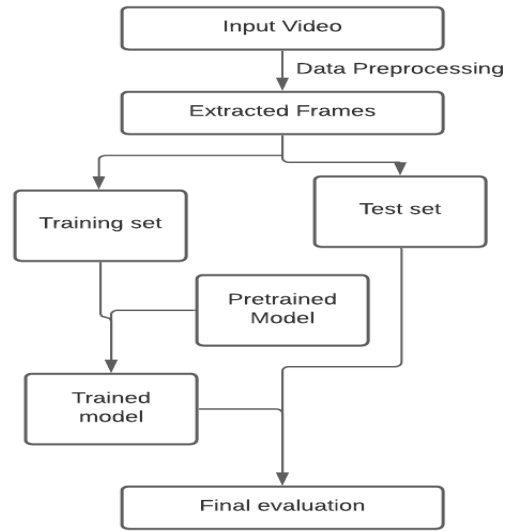 Input Video
Data Preprocessing
Extracted Frames
Training set
Test set
Pretrained
Model
Trained
model
Final evaluation